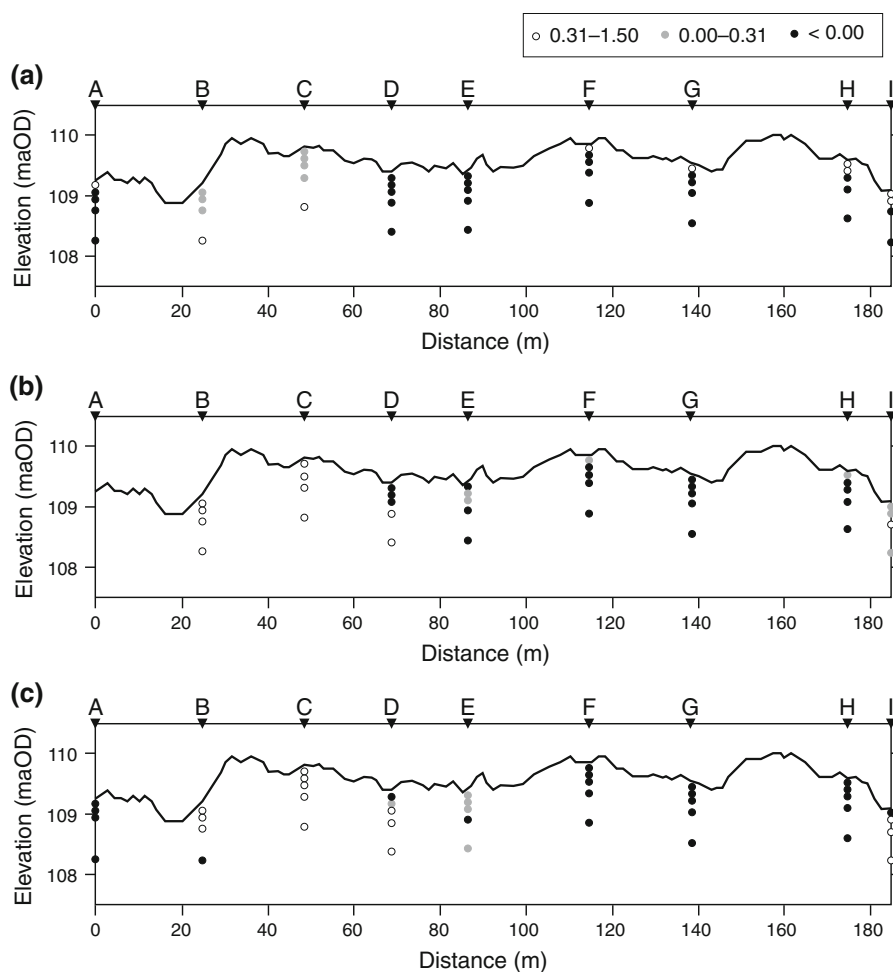 0.31–1.50 0.00–0.31 < 0.00
(a)
A B C D E F G H I
110
109
108
Elevation (maOD)
0 20 40 60 80 100 120 140 160 180
Distance (m)
(b)
A B C D E F G H I
110
109
108
Elevation (maOD)
0 20 40 60 80 100 120 140 160 180
Distance (m)
(c)
A B C D E F G H I
110
109
108
Elevation (maOD)
0 20 40 60 80 100 120 140 160 180
Distance (m)